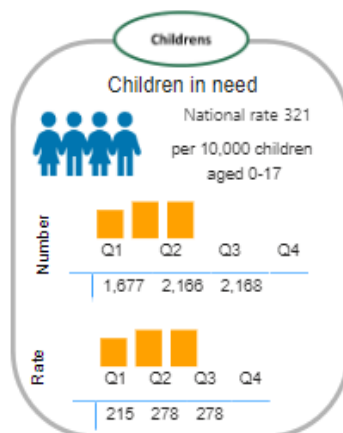 Childrens
Children in need
National rate 321
per 10,000 children
aged 0-17
Number
Q1 Q2 Q3 Q4
1,677 2,166 2,168
Rate
Q1 Q2 Q3 Q4
215 278 278